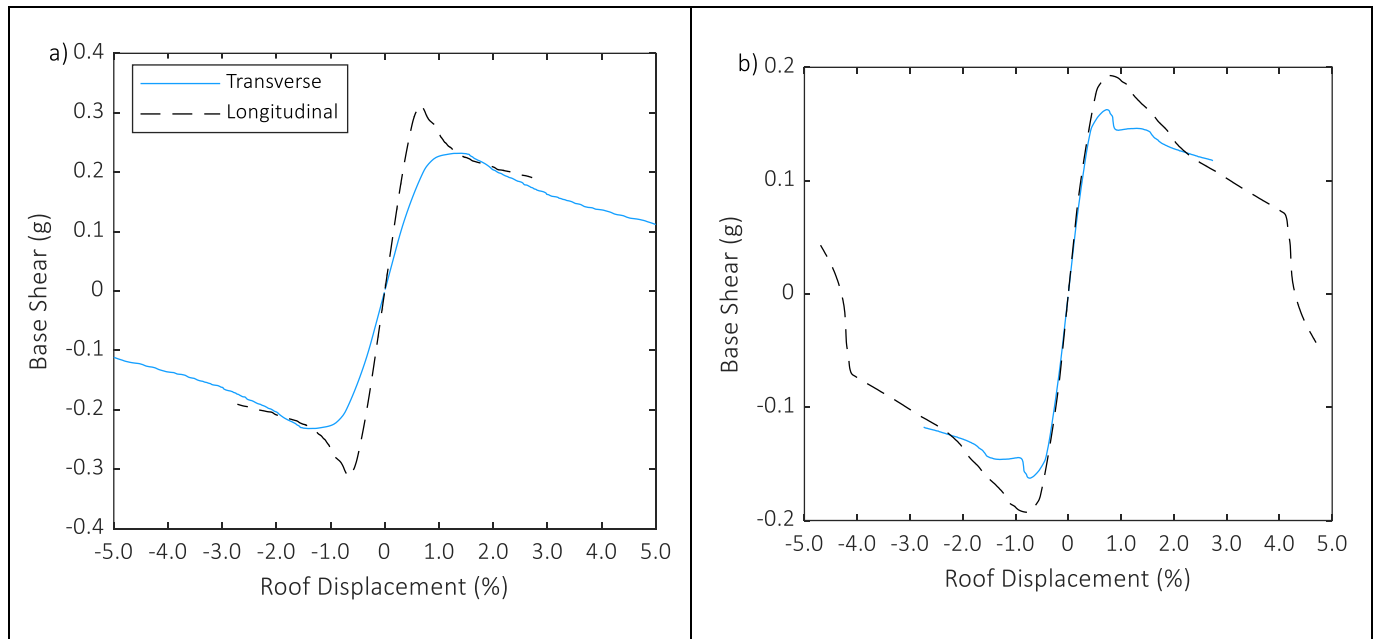 a)
0.4
0.3
0.2
0.1
0
-0.1
-0.2
-0.3
-0.4
Base Shear (g)
Transverse
Longitudinal
-5.0 -4.0 -3.0 -2.0 -1.0 0 1.0 2.0 3.0 4.0 5.0
Roof Displacement (%)
b)
0.2
0.1
0
-0.1
-0.2
Base Shear (g)
-5.0 -4.0 -3.0 -2.0 -1.0 0 1.0 2.0 3.0 4.0 5.0
Roof Displacement (%)